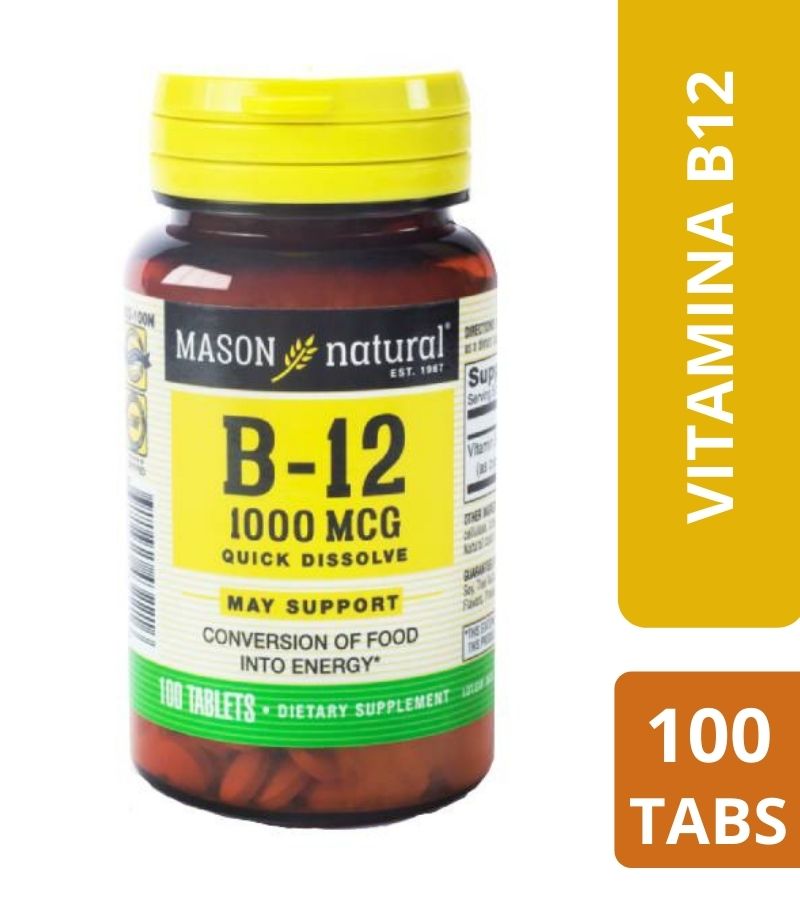 MASON natural
EST. 1967
B-12
1000 MCG
QUICK DISSOLVE
MAY SUPPORT
CONVERSION OF FOOD
INTO ENERGY*
100 TABLETS • DIETARY SUPPLEMENT
VITAMINA B12
100
TABS